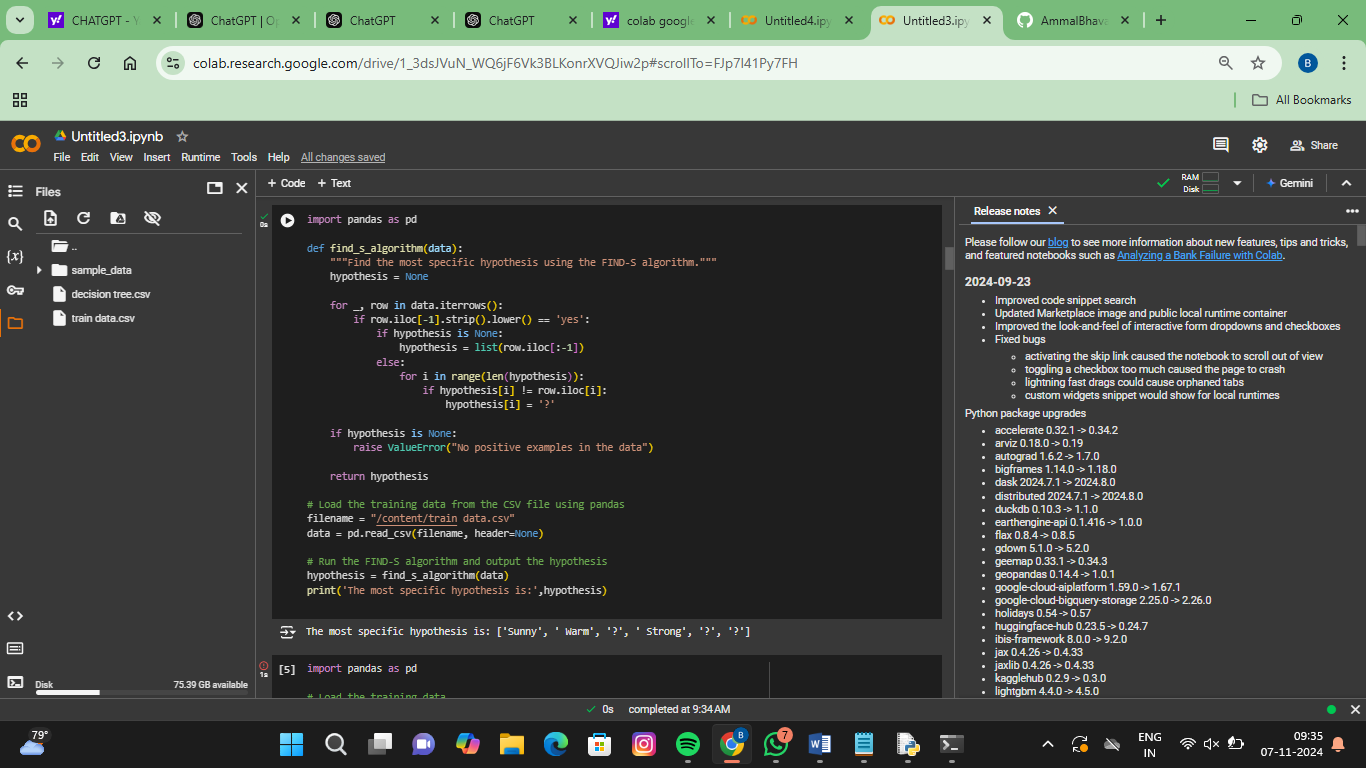 CHATGPT - Y
ChatGPT | O
ChatGPT
ChatGPT
colab google
Untitled4.ipy
Untitled3.ipy
AmmalBhava
colab.research.google.com/drive/1_3dsJVuN_WQ6jF6Vk3BLKonrXVQJiw2p#scrollTo=FJp7l41Py7FH
B
All Bookmarks
Untitled3.ipynb
File Edit View Insert Runtime Tools Help All changes saved
Share
Files
+ Code + Text
RAM
Disk
Gemini
..
sample_data
decision tree.csv
train data.csv
Disk
75.39 GB available
0s
import pandas as pd
def find_s_algorithm(data):
"""Find the most specific hypothesis using the FIND-S algorithm."""
hypothesis = None
for _, row in data.iterrows():
if row.iloc[-1].strip().lower() == 'yes':
if hypothesis is None:
hypothesis = list(row.iloc[:-1])
else:
for i in range(len(hypothesis)):
if hypothesis[i] != row.iloc[i]:
hypothesis[i] = '?'
if hypothesis is None:
raise ValueError("No positive examples in the data")
return hypothesis
# Load the training data from the CSV file using pandas
filename = "/content/train data.csv"
data = pd.read_csv(filename, header=None)
# Run the FIND-S algorithm and output the hypothesis
hypothesis = find_s_algorithm(data)
print('The most specific hypothesis is:',hypothesis)
The most specific hypothesis is: ['Sunny', ' Warm', '?', ' Strong', '?', '?']
1s
[5] import pandas as pd
# Load the training data
Release notes
Please follow our blog to see more information about new features, tips and tricks,
and featured notebooks such as Analyzing a Bank Failure with Colab.
2024-09-23
Improved code snippet search
Updated Marketplace image and public local runtime container
Improved the look-and-feel of interactive form dropdowns and checkboxes
Fixed bugs
activating the skip link caused the notebook to scroll out of view
toggling a checkbox too much caused the page to crash
lightning fast drags could cause orphaned tabs
custom widgets snippet would show for local runtimes
Python package upgrades
accelerate 0.32.1 -> 0.34.2
arviz 0.18.0 -> 0.19
autograd 1.6.2 -> 1.7.0
bigframes 1.14.0 -> 1.18.0
dask 2024.7.1 -> 2024.8.0
distributed 2024.7.1 -> 2024.8.0
duckdb 0.10.3 -> 1.1.0
earthengine-api 0.1.416 -> 1.0.0
flax 0.8.4 -> 0.8.5
gdown 5.1.0 -> 5.2.0
geemap 0.33.1 -> 0.34.3
geopandas 0.14.4 -> 1.0.1
google-cloud-aiplatform 1.59.0 -> 1.67.1
google-cloud-bigquery-storage 2.25.0 -> 2.26.0
holidays 0.54 -> 0.57
huggingface-hub 0.23.5 -> 0.24.7
ibis-framework 8.0.0 -> 9.2.0
jax 0.4.26 -> 0.4.33
jaxlib 0.4.26 -> 0.4.33
kagglehub 0.2.9 -> 0.3.0
lightgbm 4.4.0 -> 4.5.0
0s completed at 9:34 AM
79°
B
7
ENG
IN
09:35
07-11-2024